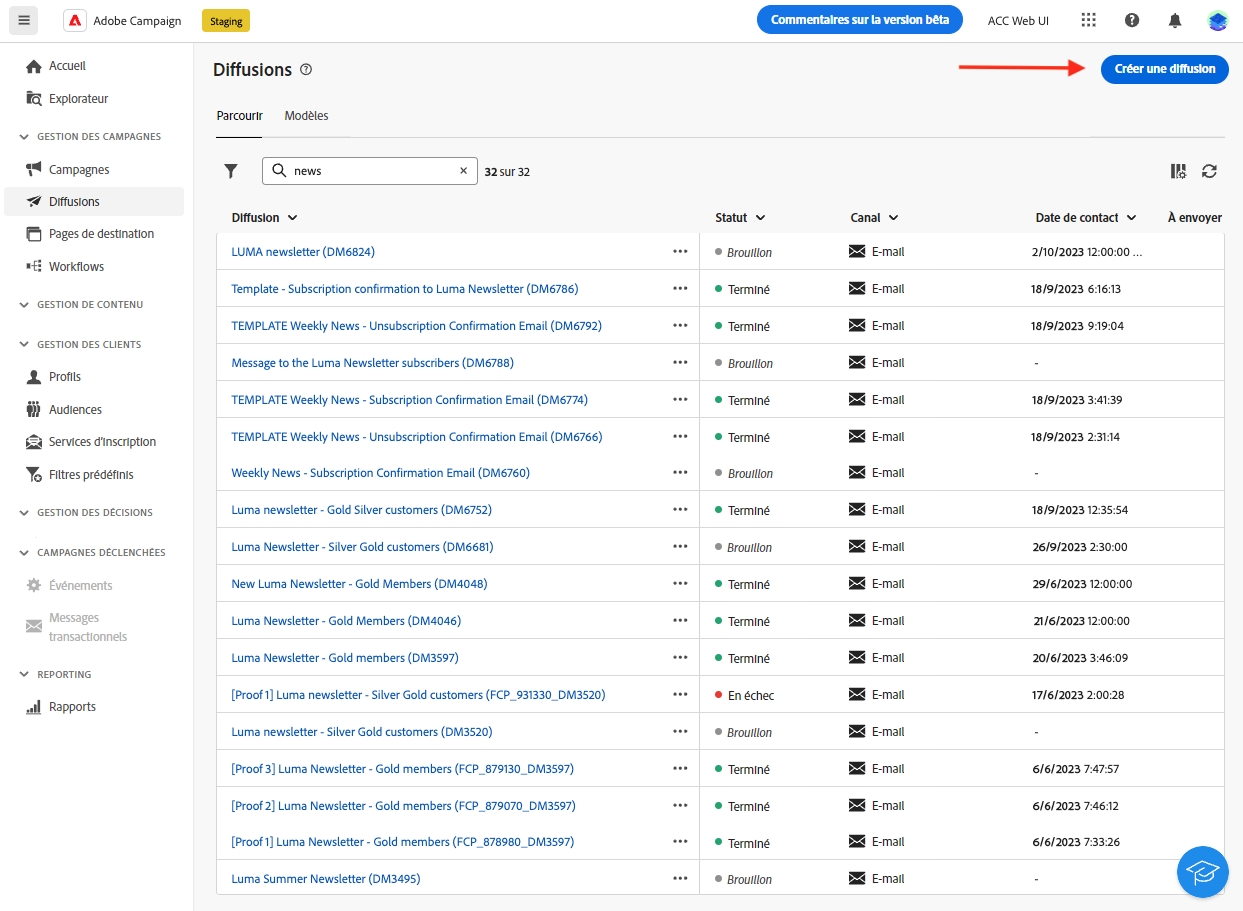 Adobe Campaign
Staging
Commentaires sur la version bêta
ACC Web UI
Accueil
Explorateur
GESTION DES CAMPAGNES
Campagnes
Diffusions
Pages de destination
Workflows
GESTION DE CONTENU
GESTION DES CLIENTS
Profils
Audiences
Services d'inscription
Filtres prédéfinis
GESTION DES DÉCISIONS
CAMPAGNES DÉCLENCHÉES
Événements
Messages
transactionnels
REPORTING
Rapports
Diffusions
Créer une diffusion
Parcourir Modèles
news
32 sur 32
Diffusion Statut Canal Date de contact À envoyer
LUMA newsletter (DM6824) Brouillon E-mail 2/10/2023 12:00:00 ...
Template - Subscription confirmation to Luma Newsletter (DM6786) Terminé E-mail 18/9/2023 6:16:13
TEMPLATE Weekly News - Unsubscription Confirmation Email (DM6792) Terminé E-mail 18/9/2023 9:19:04
Message to the Luma Newsletter subscribers (DM6788) Brouillon E-mail -
TEMPLATE Weekly News - Subscription Confirmation Email (DM6774) Terminé E-mail 18/9/2023 3:41:39
TEMPLATE Weekly News - Unsubscription Confirmation Email (DM6766) Terminé E-mail 18/9/2023 2:31:14
Weekly News - Subscription Confirmation Email (DM6760) Brouillon E-mail -
Luma newsletter - Gold Silver customers (DM6752) Terminé E-mail 18/9/2023 12:35:54
Luma Newsletter - Silver Gold customers (DM6681) Brouillon E-mail 26/9/2023 2:30:00
New Luma Newsletter - Gold Members (DM4048) Terminé E-mail 29/6/2023 12:00:00
Luma Newsletter - Gold Members (DM4046) Terminé E-mail 21/6/2023 12:00:00
Luma Newsletter - Gold members (DM3597) Terminé E-mail 20/6/2023 3:46:09
[Proof 1] Luma newsletter - Silver Gold customers (FCP_931330_DM3520) En échec E-mail 17/6/2023 2:00:28
Luma newsletter - Silver Gold customers (DM3520) Brouillon E-mail -
[Proof 3] Luma Newsletter - Gold members (FCP_879130_DM3597) Terminé E-mail 6/6/2023 7:47:57
[Proof 2] Luma Newsletter - Gold members (FCP_879070_DM3597) Terminé E-mail 6/6/2023 7:46:12
[Proof 1] Luma Newsletter - Gold members (FCP_878980_DM3597) Terminé E-mail 6/6/2023 7:33:26
Luma Summer Newsletter (DM3495) Brouillon E-mail -